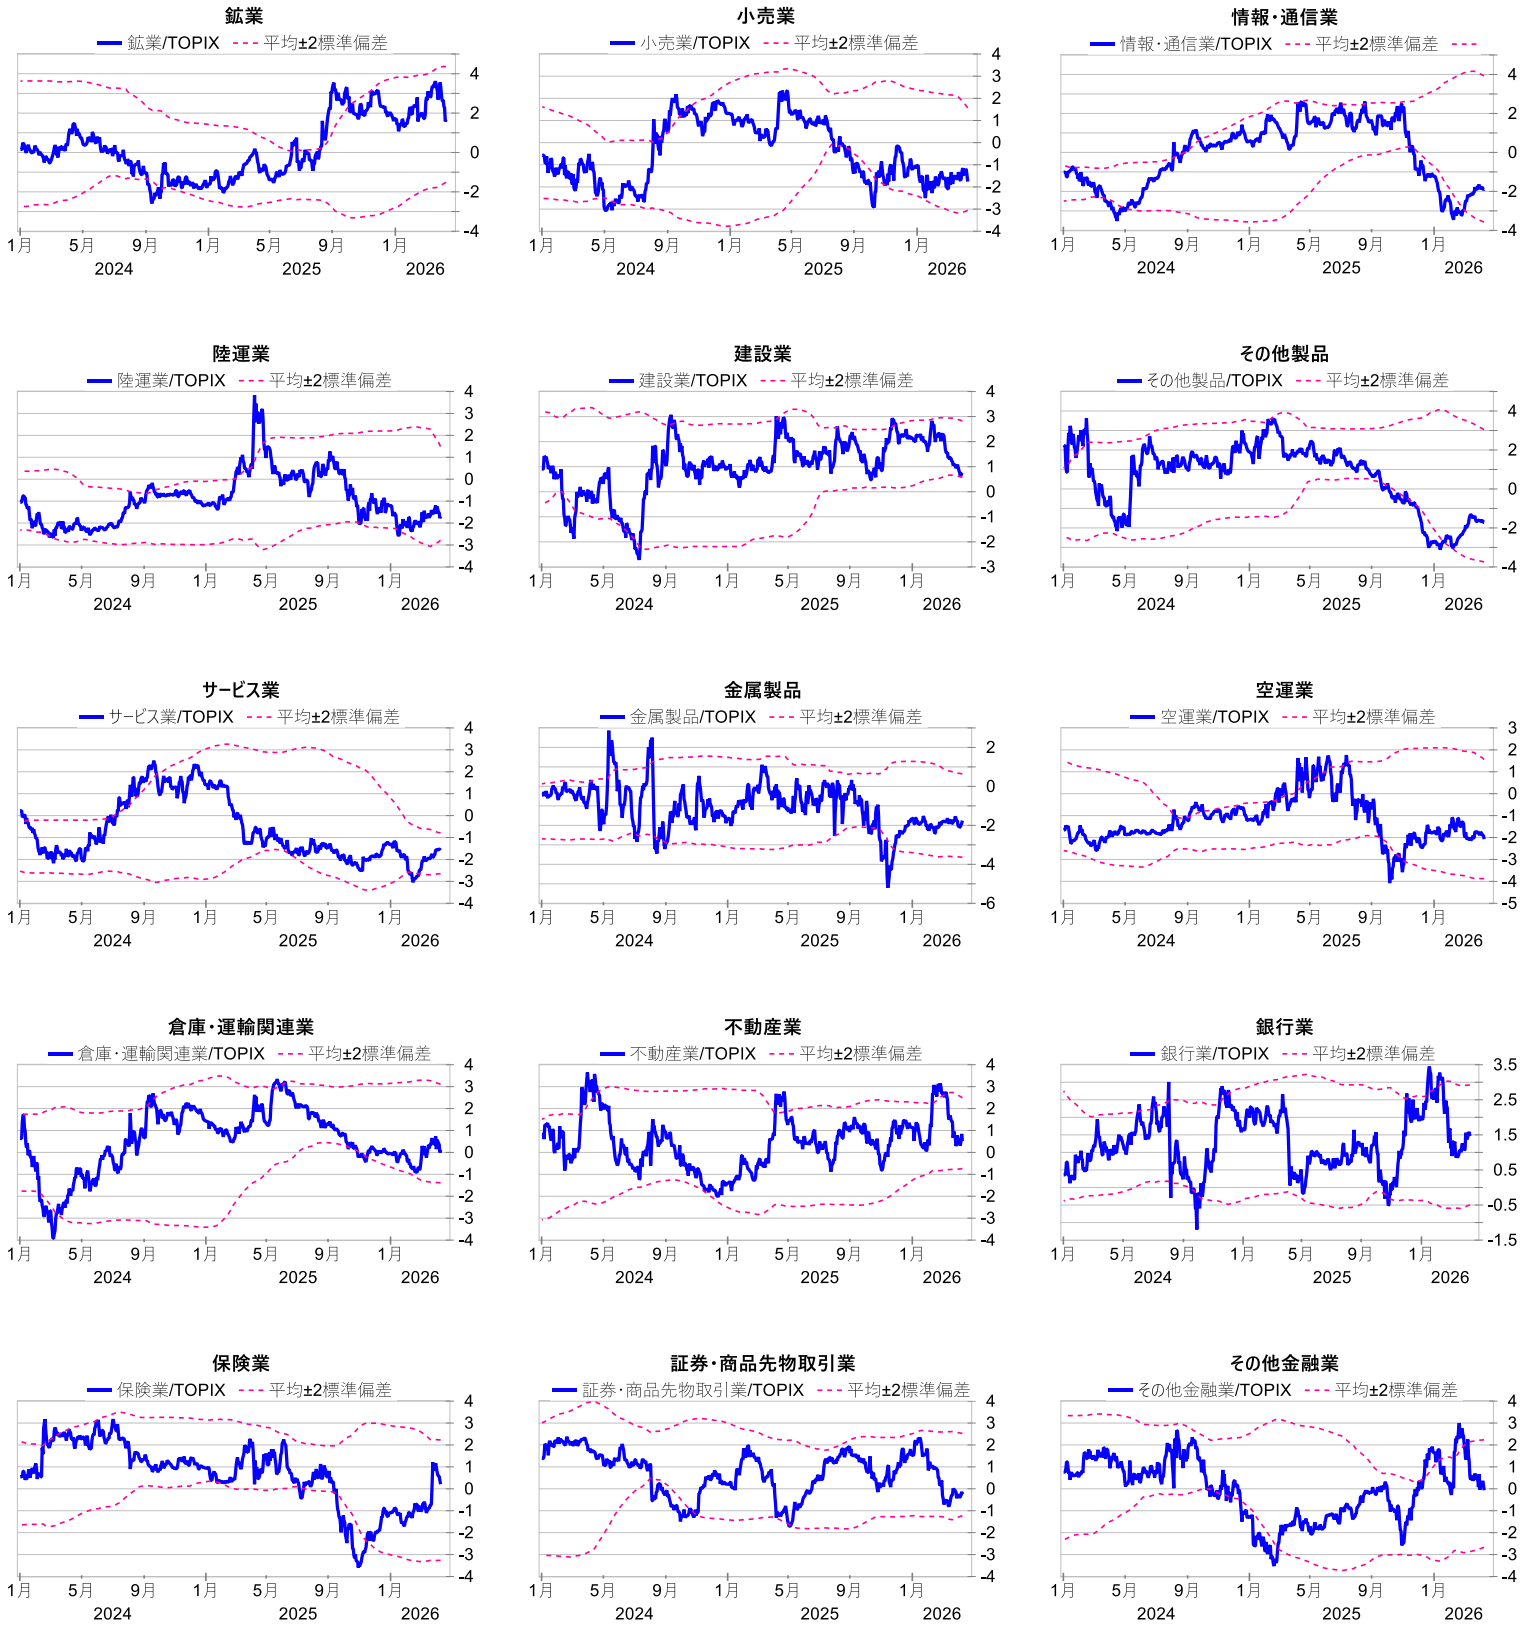 鉱業
鉱業/TOPIX 平均±2標準偏差
4
2
0
-2
-4
1月 5月 9月 1月 5月 9月 1月
2024 2025 2026
小売業
小売業/TOPIX 平均±2標準偏差
4
3
2
1
0
-1
-2
-3
-4
1月 5月 9月 1月 5月 9月 1月
2024 2025 2026
情報・通信業
情報・通信業/TOPIX 平均±2標準偏差
4
2
0
-2
-4
1月 5月 9月 1月 5月 9月 1月
2024 2025 2026
陸運業
陸運業/TOPIX 平均±2標準偏差
4
3
2
1
0
-1
-2
-3
-4
1月 5月 9月 1月 5月 9月 1月
2024 2025 2026
建設業
建設業/TOPIX 平均±2標準偏差
4
3
2
1
0
-1
-2
-3
1月 5月 9月 1月 5月 9月 1月
2024 2025 2026
その他製品
その他製品/TOPIX 平均±2標準偏差
4
2
0
-2
-4
1月 5月 9月 1月 5月 9月 1月
2024 2025 2026
サービス業
サービス業/TOPIX 平均±2標準偏差
4
3
2
1
0
-1
-2
-3
-4
1月 5月 9月 1月 5月 9月 1月
2024 2025 2026
金属製品
金属製品/TOPIX 平均±2標準偏差
2
0
-2
-4
-6
1月 5月 9月 1月 5月 9月 1月
2024 2025 2026
空運業
空運業/TOPIX 平均±2標準偏差
3
2
1
0
-1
-2
-3
-4
-5
1月 5月 9月 1月 5月 9月 1月
2024 2025 2026
倉庫・運輸関連業
倉庫・運輸関連業/TOPIX 平均±2標準偏差
4
3
2
1
0
-1
-2
-3
-4
1月 5月 9月 1月 5月 9月 1月
2024 2025 2026
不動産業
不動産業/TOPIX 平均±2標準偏差
4
3
2
1
0
-1
-2
-3
-4
1月 5月 9月 1月 5月 9月 1月
2024 2025 2026
銀行業
銀行業/TOPIX 平均±2標準偏差
3.5
2.5
1.5
0.5
-0.5
-1.5
1月 5月 9月 1月 5月 9月 1月
2024 2025 2026
保険業
保険業/TOPIX 平均±2標準偏差
4
3
2
1
0
-1
-2
-3
-4
1月 5月 9月 1月 5月 9月 1月
2024 2025 2026
証券・商品先物取引業
証券・商品先物取引業/TOPIX 平均±2標準偏差
4
3
2
1
0
-1
-2
-3
-4
1月 5月 9月 1月 5月 9月 1月
2024 2025 2026
その他金融業
その他金融業/TOPIX 平均±2標準偏差
4
3
2
1
0
-1
-2
-3
-4
1月 5月 9月 1月 5月 9月 1月
2024 2025 2026